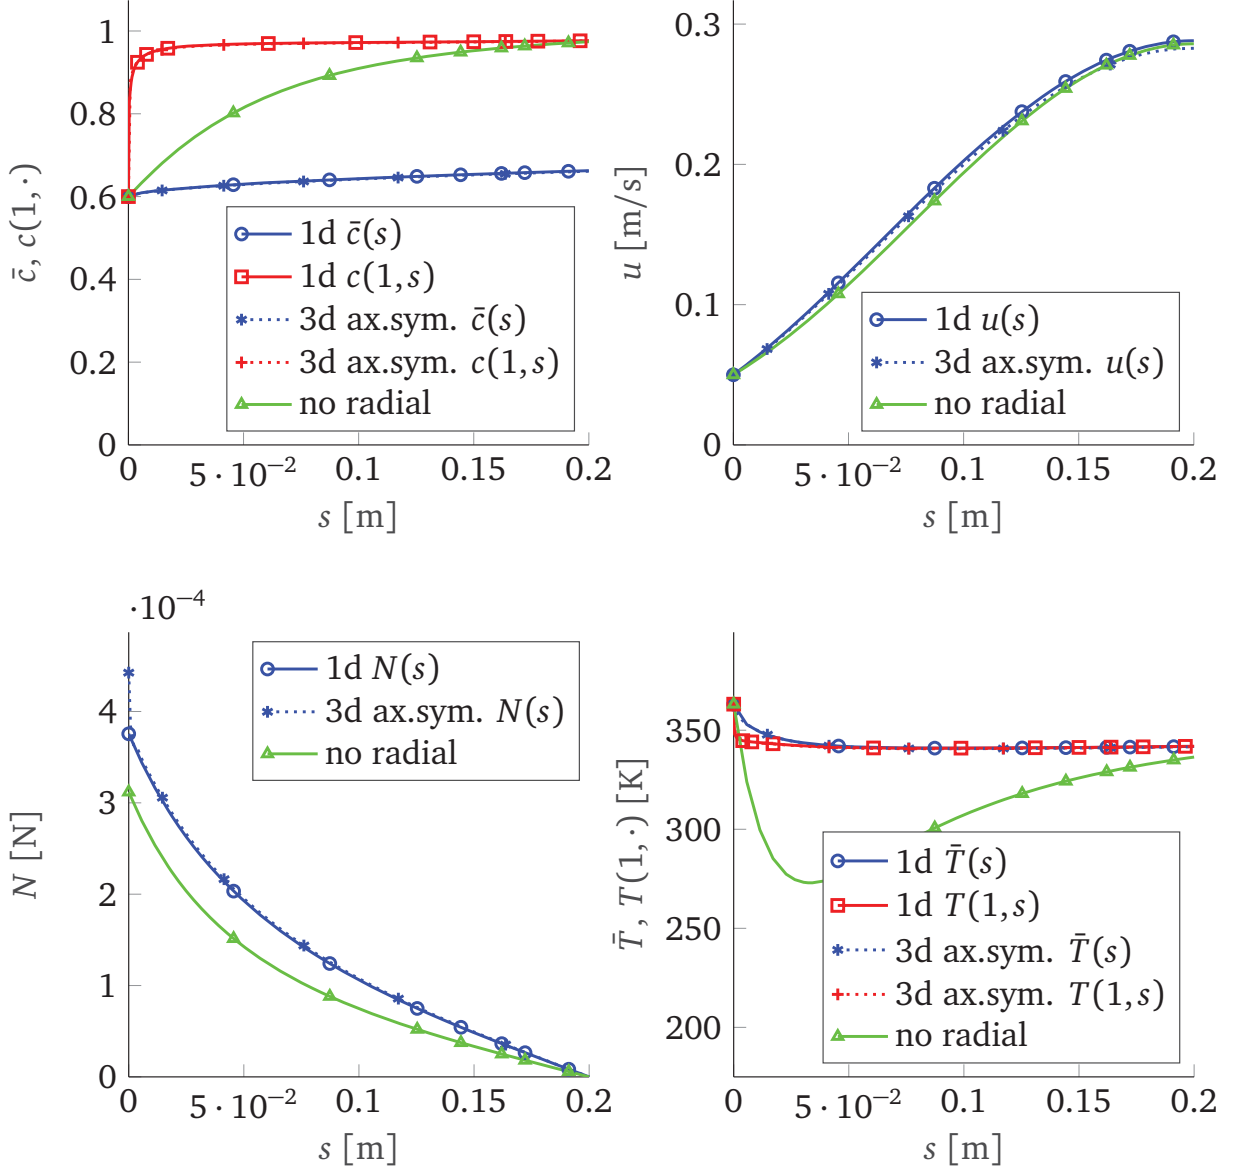 1
0.8
0.6
0.4
0.2
0
c̄, c(1,·)
1d c̄(s)
1d c(1,s)
3d ax.sym. c̄(s)
3d ax.sym. c(1,s)
no radial
0 5·10⁻² 0.1 0.15 0.2
s [m]
0.3
0.2
0.1
0
u [m/s]
1d u(s)
3d ax.sym. u(s)
no radial
0 5·10⁻² 0.1 0.15 0.2
s [m]
·10⁻⁴
4
3
2
1
0
N [N]
1d N(s)
3d ax.sym. N(s)
no radial
0 5·10⁻² 0.1 0.15 0.2
s [m]
350
300
250
200
T̄, T(1,·) [K]
1d T̄(s)
1d T(1,s)
3d ax.sym. T̄(s)
3d ax.sym. T(1,s)
no radial
0 5·10⁻² 0.1 0.15 0.2
s [m]